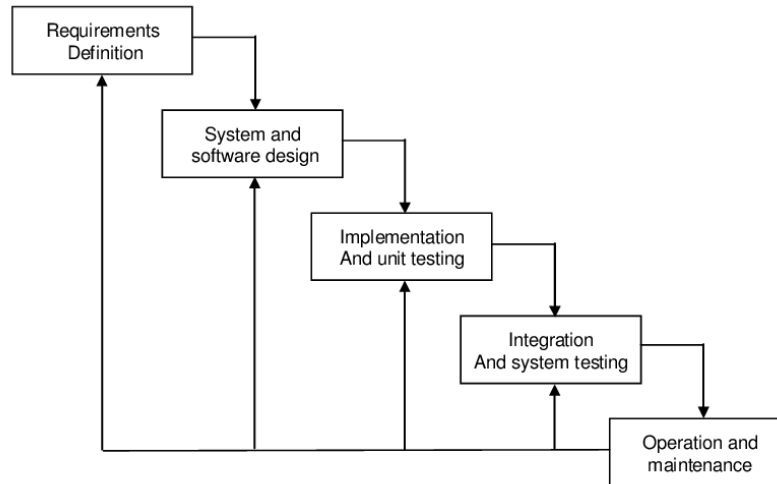 Requirements
Definition
System and
software design
Implementation
And unit testing
Integration
And system testing
Operation and
maintenance